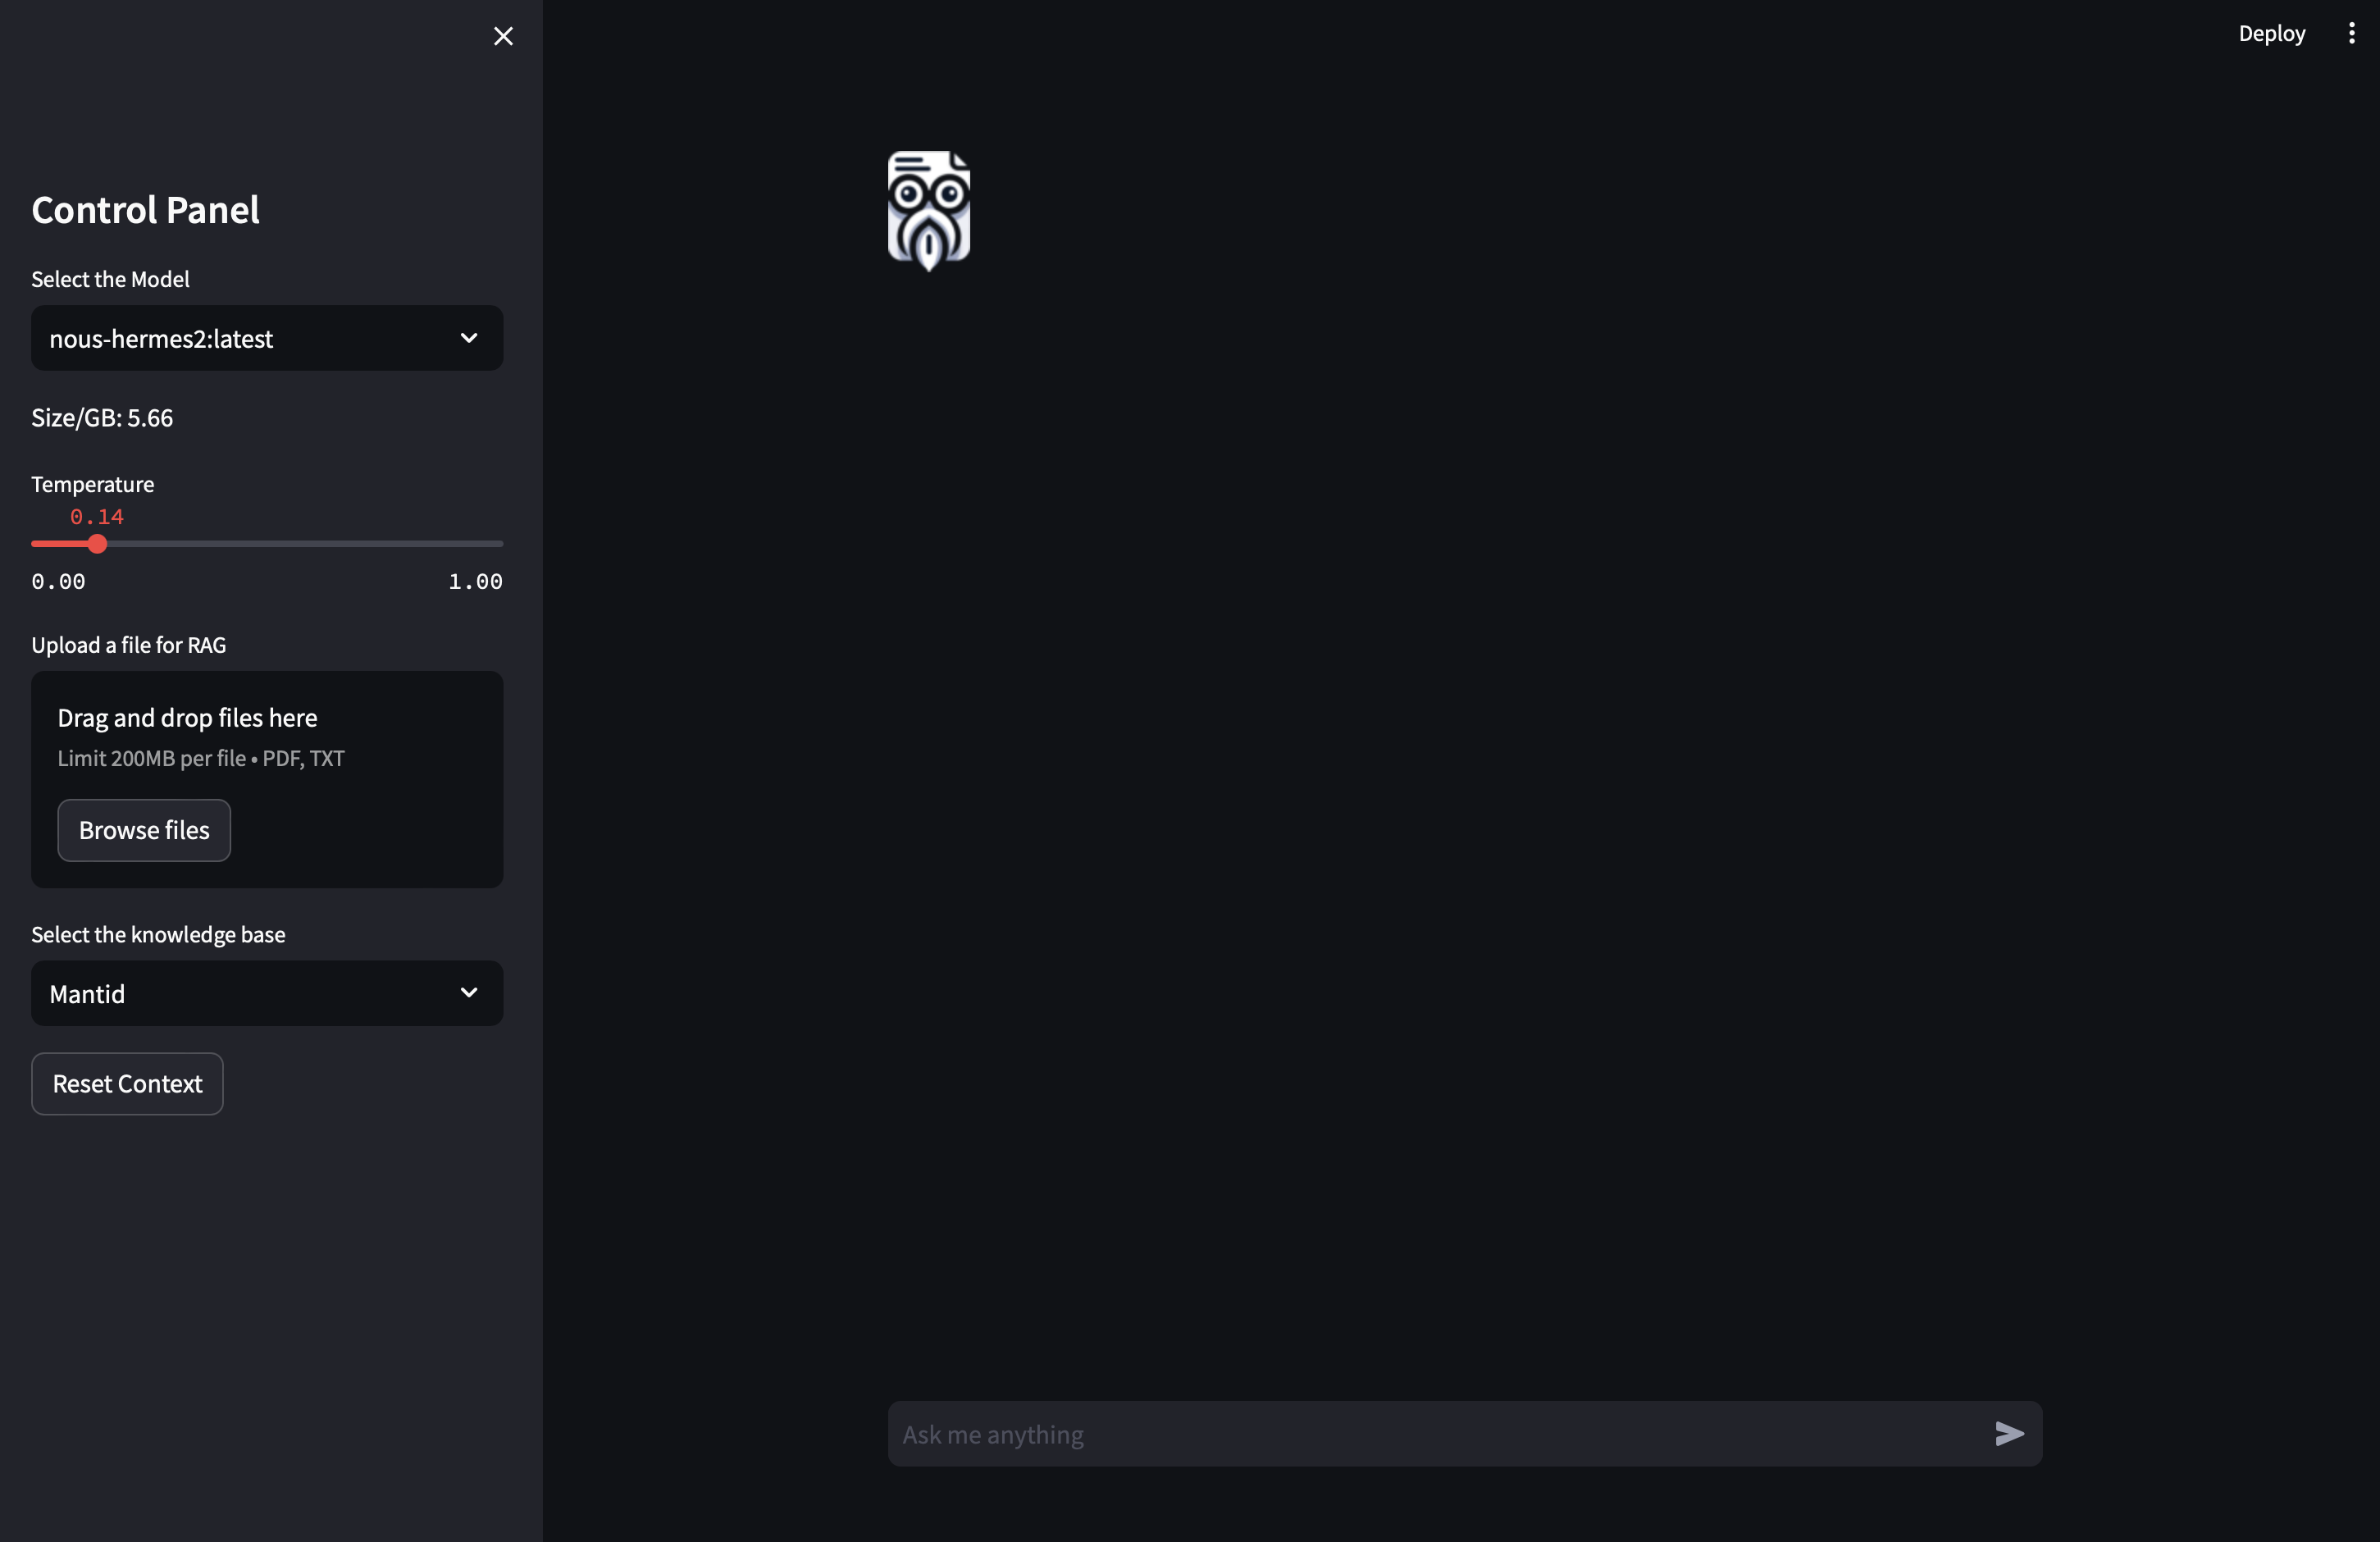 Deploy
Control Panel
Select the Model
nous-hermes2:latest
Size/GB: 5.66
Temperature
0.14
0.00 1.00
Upload a file for RAG
Drag and drop files here
Limit 200MB per file • PDF, TXT
Browse files
Select the knowledge base
Mantid
Reset Context
Ask me anything